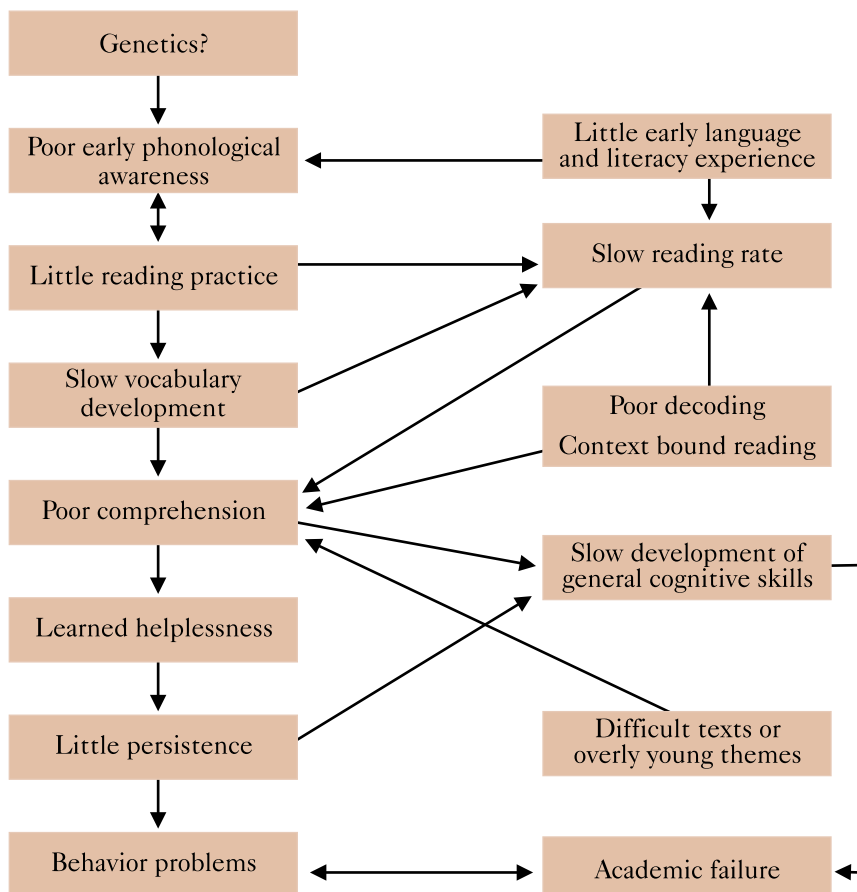 Genetics?
Poor early phonological
awareness
Little early language
and literacy experience
Little reading practice
Slow reading rate
Slow vocabulary
development
Poor decoding
Context bound reading
Poor comprehension
Slow development of
general cognitive skills
Learned helplessness
Little persistence
Difficult texts or
overly young themes
Behavior problems
Academic failure